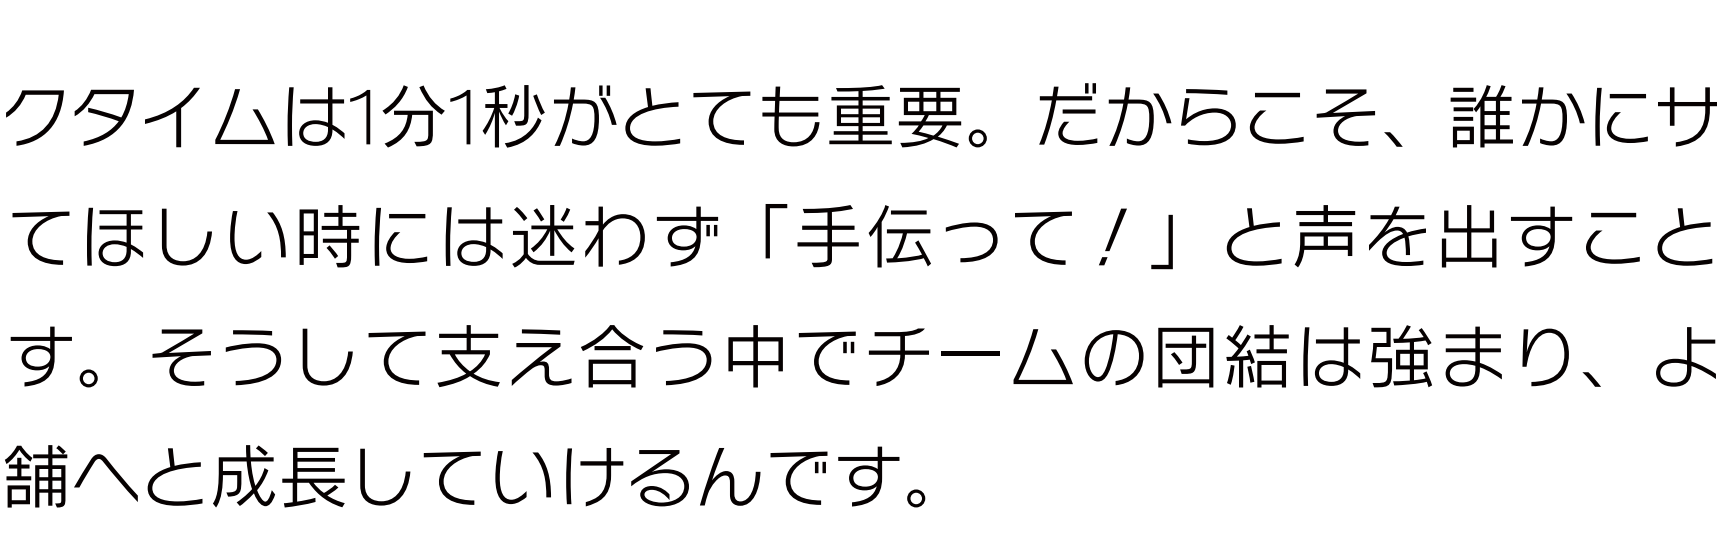 クタイムは1分1秒がとても重要。だからこそ、誰かにサ
てほしい時には迷わず「手伝って！」と声を出すこと
す。そうして支え合う中でチームの団結は強まり、よ
舗へと成長していけるんです。